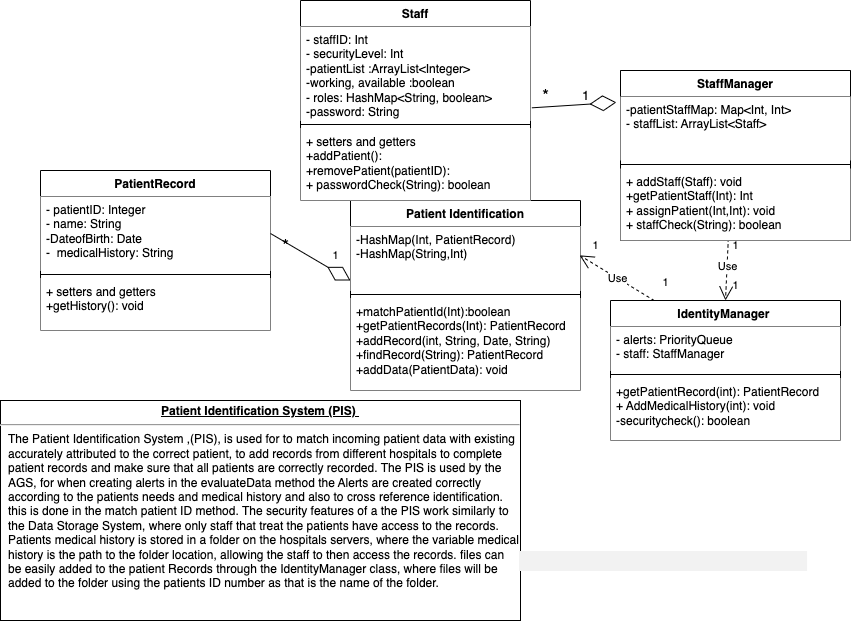 Staff
- staffID: Int
- securityLevel: Int
-patientList :ArrayList<Integer>
-working, available :boolean
- roles: HashMap<String, boolean>
-password: String
+ setters and getters
+addPatient():
+removePatient(patientID):
+ passwordCheck(String): boolean
*
1
StaffManager
-patientStaffMap: Map<Int, Int>
- staffList: ArrayList<Staff>
+ addStaff(Staff): void
+getPatientStaff(Int): Int
+ assignPatient(Int,Int): void
+ staffCheck(String): boolean
PatientRecord
- patientID: Integer
- name: String
-DateofBirth: Date
- medicalHistory: String
+ setters and getters
+getHistory(): void
*
1
Patient Identification
-HashMap(Int, PatientRecord)
-HashMap(String,Int)
+matchPatientId(Int):boolean
+getPatientRecords(Int): PatientRecord
+addRecord(int, String, Date, String)
+findRecord(String): PatientRecord
+addData(PatientData): void
1
Use
1
1
Use
1
IdentityManager
- alerts: PriorityQueue
- staff: StaffManager
+getPatientRecord(int): PatientRecord
+ AddMedicalHistory(int): void
-securitycheck(): boolean
Patient Identification System (PIS)
The Patient Identification System ,(PIS), is used for to match incoming patient data with existing
accurately attributed to the correct patient, to add records from different hospitals to complete
patient records and make sure that all patients are correctly recorded. The PIS is used by the
AGS, for when creating alerts in the evaluateData method the Alerts are created correctly
according to the patients needs and medical history and also to cross reference identification.
this is done in the match patient ID method. The security features of a the PIS work similarly to
the Data Storage System, where only staff that treat the patients have access to the records.
Patients medical history is stored in a folder on the hospitals servers, where the variable medical
history is the path to the folder location, allowing the staff to then access the records. files can
be easily added to the patient Records through the IdentityManager class, where files will be
added to the folder using the patients ID number as that is the name of the folder.